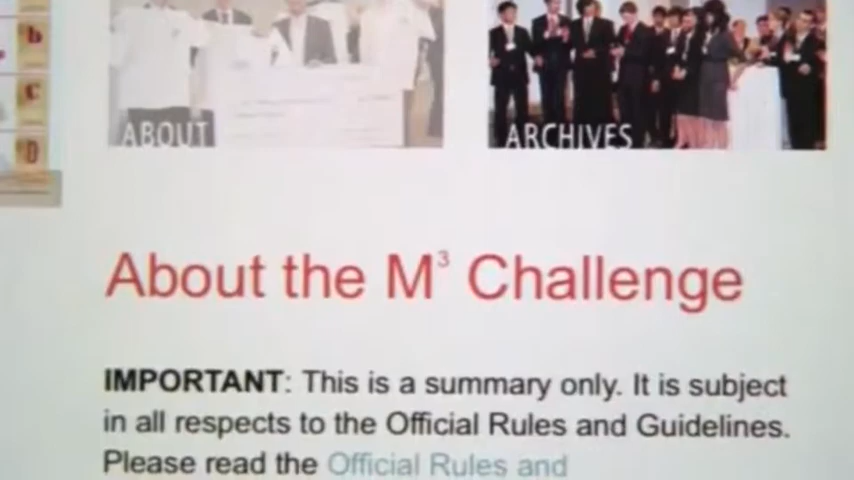 b
C
D
ABOUT
ARCHIVES
About the M³ Challenge
IMPORTANT: This is a summary only. It is subject
in all respects to the Official Rules and Guidelines.
Please read the Official Rules and